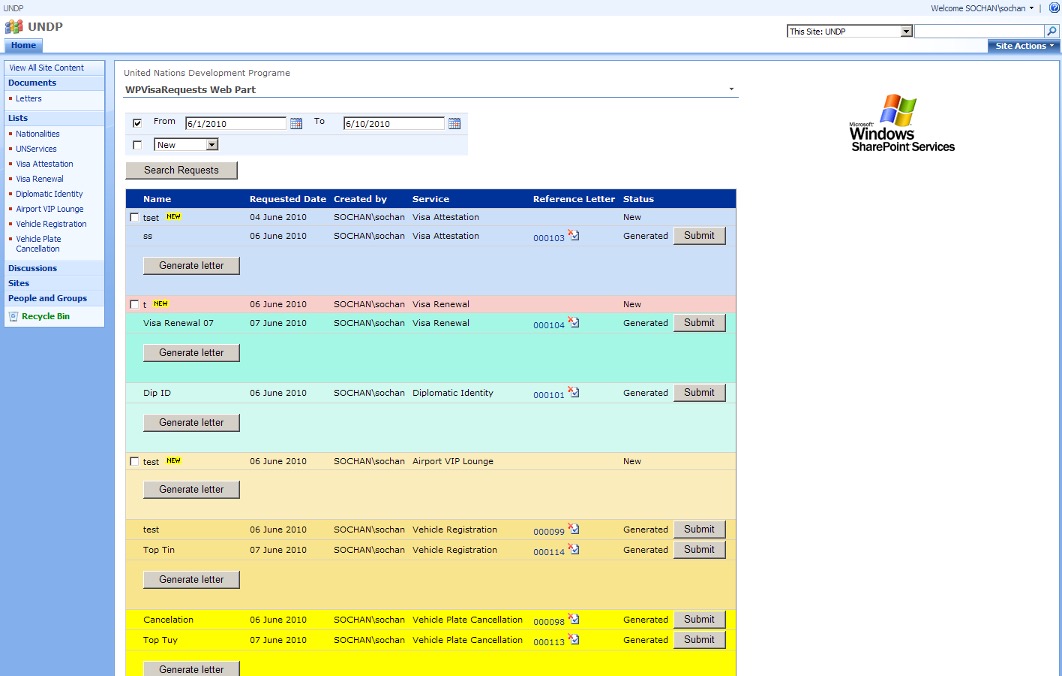 UNDP
Welcome SOCHAN\sochan
UNDP
This Site: UNDP
Home
Site Actions
View All Site Content
Documents
Letters
Lists
Nationalities
UNServices
Visa Attestation
Visa Renewal
Diplomatic Identity
Airport VIP Lounge
Vehicle Registration
Vehicle Plate
Cancellation
Discussions
Sites
People and Groups
Recycle Bin
United Nations Development Programe
WPVisaRequests Web Part
From 6/1/2010 To 6/10/2010
New
Search Requests
Name Requested Date Created by Service Reference Letter Status
tset NEW 04 June 2010 SOCHAN\sochan Visa Attestation New
ss 06 June 2010 SOCHAN\sochan Visa Attestation 000103 Generated Submit
Generate letter
t NEW 06 June 2010 SOCHAN\sochan Visa Renewal New
Visa Renewal 07 07 June 2010 SOCHAN\sochan Visa Renewal 000104 Generated Submit
Generate letter
Dip ID 06 June 2010 SOCHAN\sochan Diplomatic Identity 000101 Generated Submit
Generate letter
test NEW 06 June 2010 SOCHAN\sochan Airport VIP Lounge New
Generate letter
test 06 June 2010 SOCHAN\sochan Vehicle Registration 000099 Generated Submit
Top Tin 07 June 2010 SOCHAN\sochan Vehicle Registration 000114 Generated Submit
Generate letter
Cancelation 06 June 2010 SOCHAN\sochan Vehicle Plate Cancellation 000098 Generated Submit
Top Tuy 07 June 2010 SOCHAN\sochan Vehicle Plate Cancellation 000113 Generated Submit
Generate letter
Microsoft
Windows
SharePoint Services